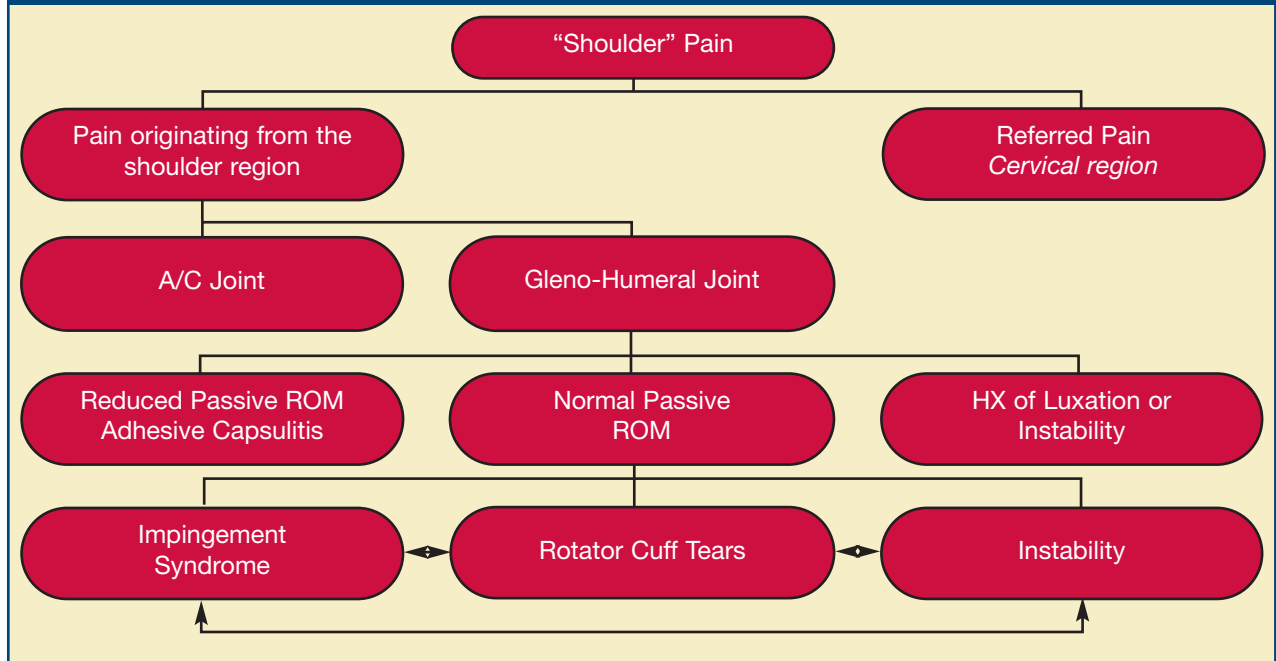 “Shoulder” Pain
Pain originating from the
shoulder region
Referred Pain
Cervical region
A/C Joint
Gleno-Humeral Joint
Reduced Passive ROM
Adhesive Capsulitis
Normal Passive
ROM
HX of Luxation or
Instability
Impingement
Syndrome
Rotator Cuff Tears
Instability